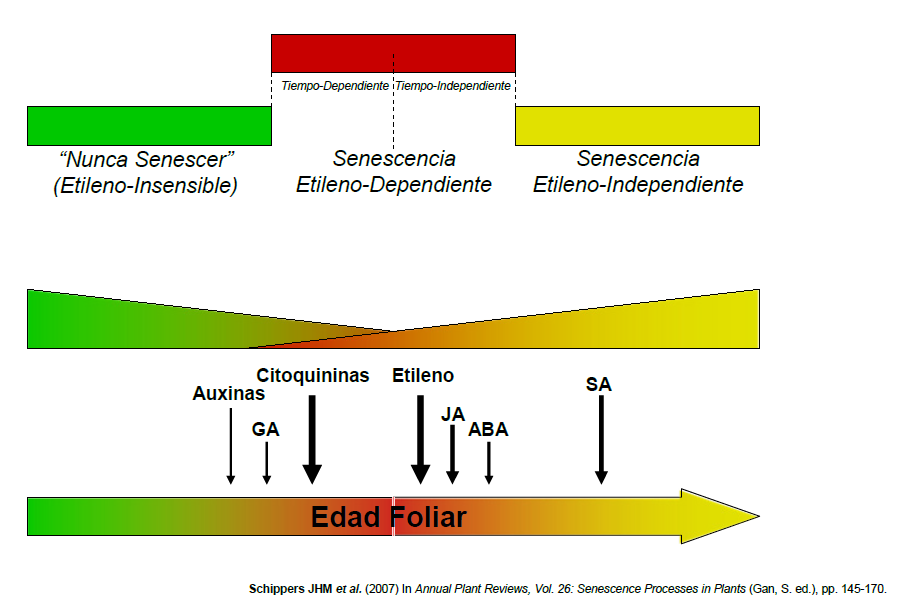 Tiempo-Dependiente Tiempo-Independiente
“Nunca Senescer”
(Etileno-Insensible)
Senescencia
Etileno-Dependiente
Senescencia
Etileno-Independiente
Auxinas
GA
Citoquininas
Etileno
JA
ABA
SA
Edad Foliar
Schippers JHM et al. (2007) In Annual Plant Reviews, Vol. 26: Senescence Processes in Plants (Gan, S. ed.), pp. 145-170.